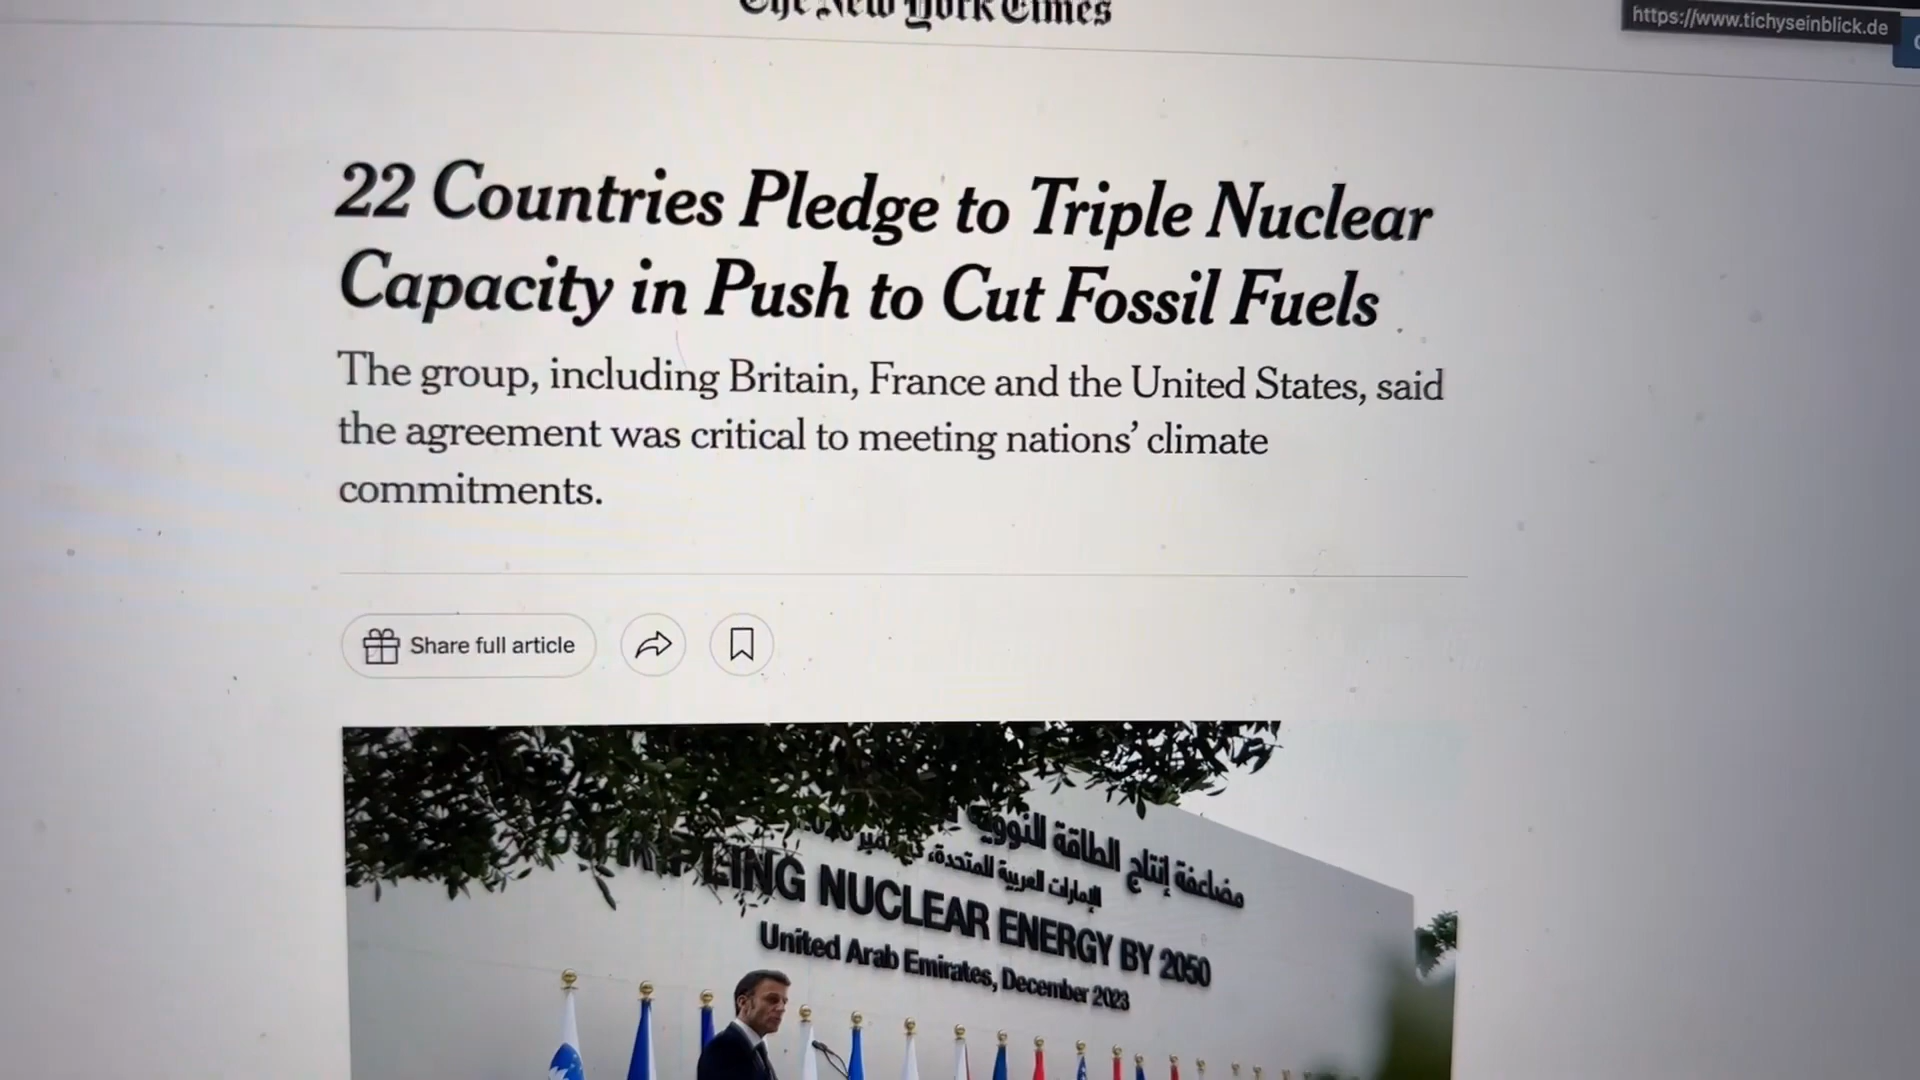 The New York Times
https://www.tichyseinblick.de
22 Countries Pledge to Triple Nuclear
Capacity in Push to Cut Fossil Fuels
The group, including Britain, France and the United States, said
the agreement was critical to meeting nations’ climate
commitments.
Share full article
مضاعفة إنتاج الطاقة النووية
الإمارات العربية المتحدة،
NUCLEAR ENERGY BY 2050
United Arab Emirates, December 2023